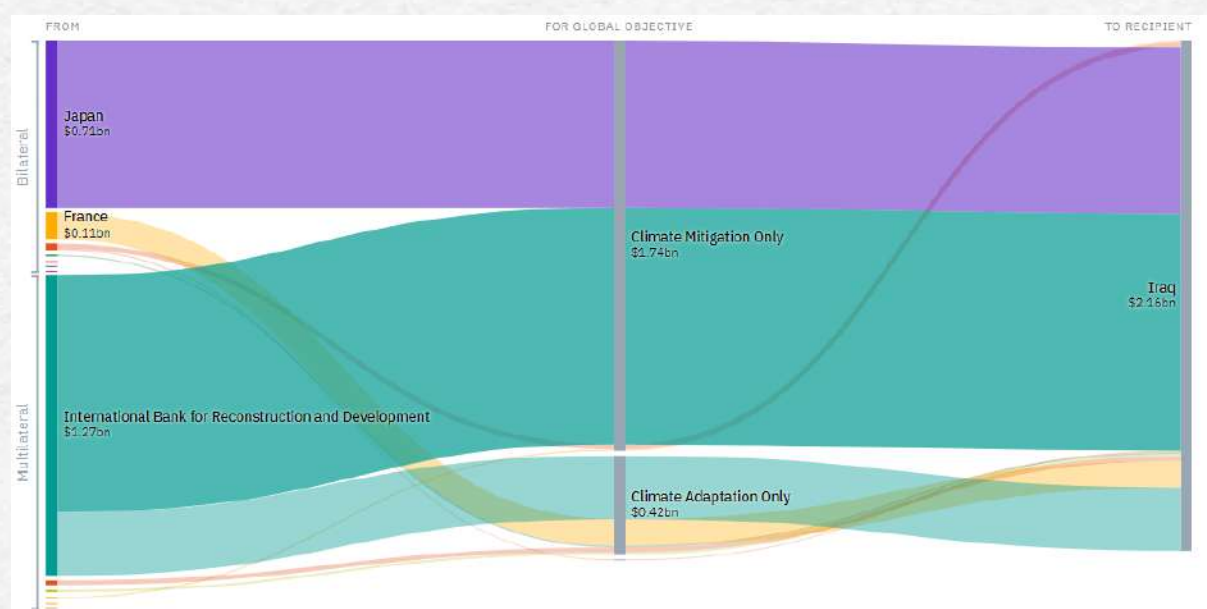 FROM
FOR GLOBAL OBJECTIVE
TO RECIPIENT
Bilateral
Japan
$0.71bn
France
$0.11bn
Climate Mitigation Only
$1.74bn
Iraq
$2.16bn
Multilateral
International Bank for Reconstruction and Development
$1.27bn
Climate Adaptation Only
$0.42bn